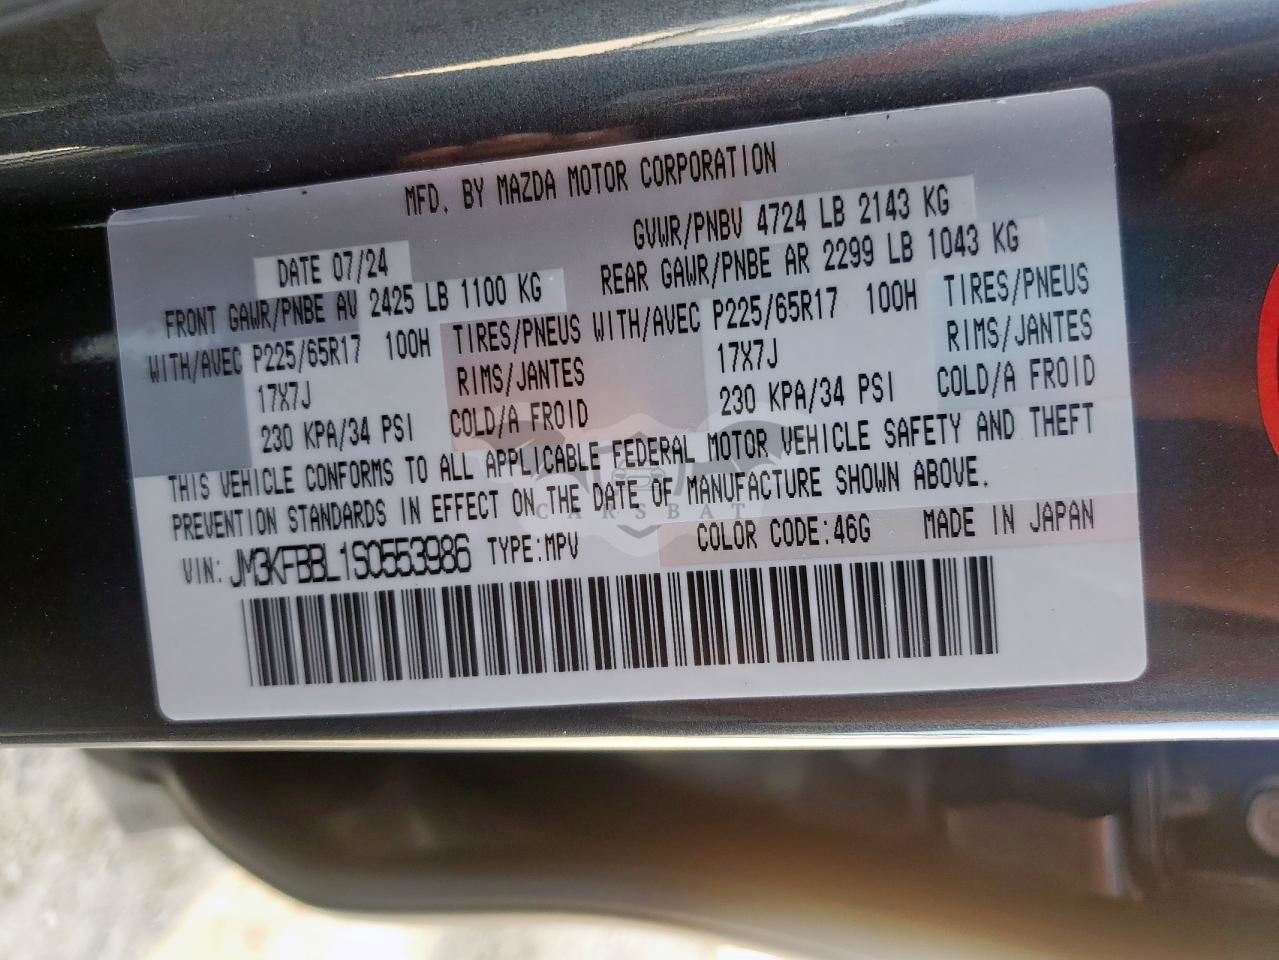 MFD. BY MAZDA MOTOR CORPORATION
DATE 07/24 GVWR/PNBV 4724 LB 2143 KG
FRONT GAWR/PNBE AV 2425 LB 1100 KG REAR GAWR/PNBE AR 2299 LB 1043 KG
WITH/AVEC P225/65R17 100H TIRES/PNEUS WITH/AVEC P225/65R17 100H TIRES/PNEUS
17X7J RIMS/JANTES 17X7J RIMS/JANTES
230 KPA/34 PSI COLD/A FROID 230 KPA/34 PSI COLD/A FROID
THIS VEHICLE CONFORMS TO ALL APPLICABLE FEDERAL MOTOR VEHICLE SAFETY AND THEFT
PREVENTION STANDARDS IN EFFECT ON THE DATE OF MANUFACTURE SHOWN ABOVE.
CARSBAT
VIN: JM3KFBBL1S0553986 TYPE:MPV COLOR CODE:46G MADE IN JAPAN